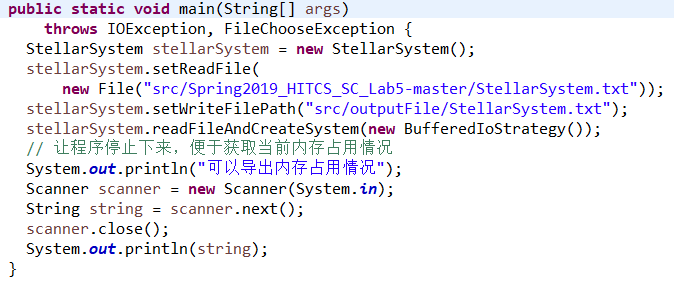 public static void main(String[] args)
    throws IOException, FileChooseException {
  StellarSystem stellarSystem = new StellarSystem();
  stellarSystem.setReadFile(
      new File("src/Spring2019_HITCS_SC_Lab5-master/StellarSystem.txt"));
  stellarSystem.setWriteFilePath("src/outputFile/StellarSystem.txt");
  stellarSystem.readFileAndCreateSystem(new BufferedIoStrategy());
  // 让程序停止下来，便于获取当前内存占用情况
  System.out.println("可以导出内存占用情况");
  Scanner scanner = new Scanner(System.in);
  String string = scanner.next();
  scanner.close();
  System.out.println(string);
}